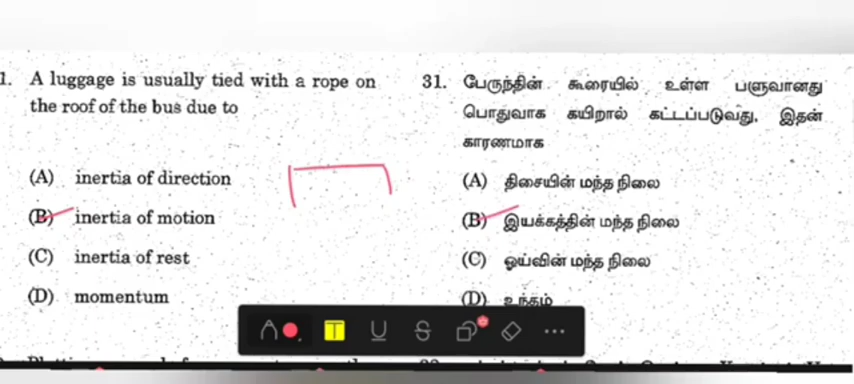 1. A luggage is usually tied with a rope on
the roof of the bus due to
(A) inertia of direction
(B) inertia of motion
(C) inertia of rest
(D) momentum
31. பேருந்தின் கூரையில் உள்ள பளுவானது
பொதுவாக கயிறால் கட்டப்படுவது, இதன்
காரணமாக
(A) திசையின் மந்த நிலை
(B) இயக்கத்தின் மந்த நிலை
(C) ஓய்வின் மந்த நிலை
(D) உந்தம்